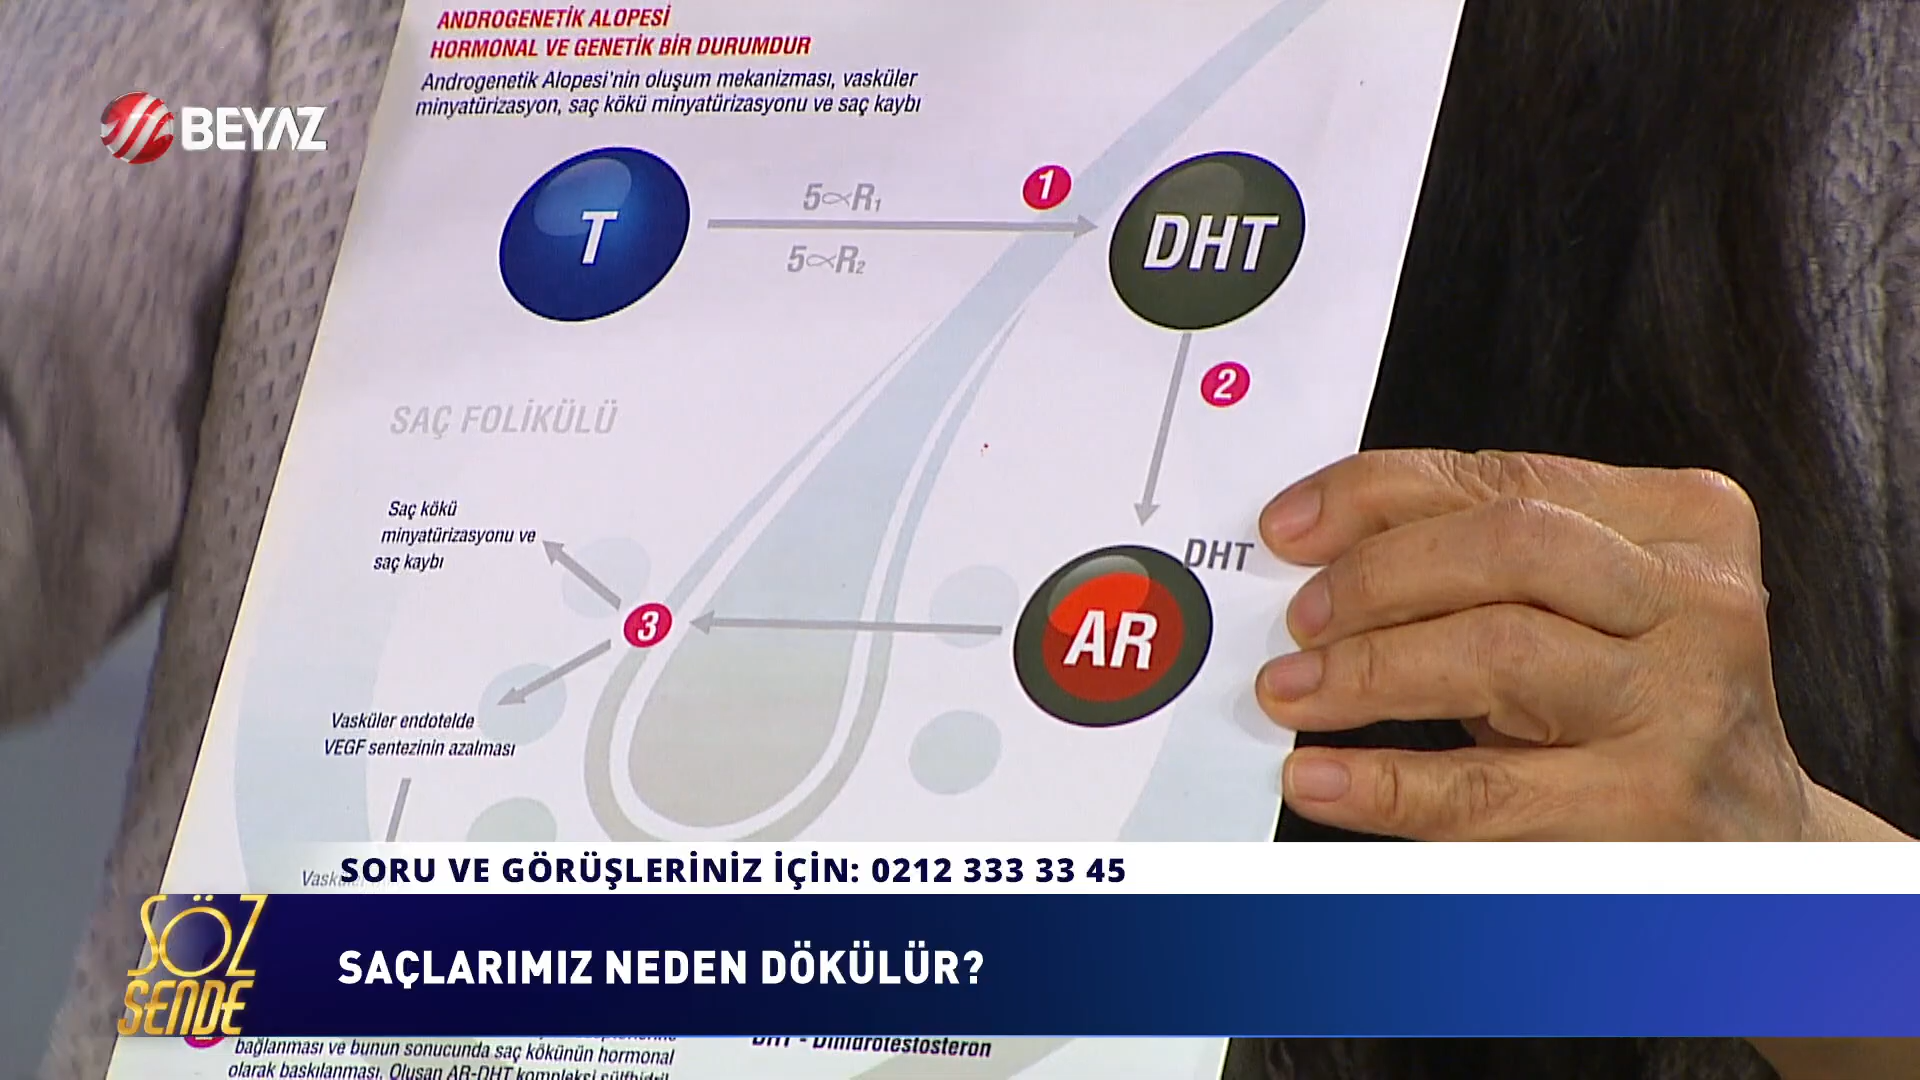 ANDROGENETİK ALOPESİ
HORMONAL VE GENETİK BİR DURUMDUR
Androgenetik Alopesi'nin oluşum mekanizması, vasküler
minyatürizasyon, saç kökü minyatürizasyonu ve saç kaybı
BEYAZ
T
5∝R1
5∝R2
1
DHT
2
SAÇ FOLİKÜLÜ
Saç kökü
minyatürizasyonu ve
saç kaybı
DHT
AR
3
Vasküler endotelde
VEGF sentezinin azalması
SORU VE GÖRÜŞLERİNİZ İÇİN: 0212 333 33 45
SÖZ
SENDE
SAÇLARIMIZ NEDEN DÖKÜLÜR?
bağlanması ve bunun sonucunda saç kökünün hormonal
olarak baskılanması. Oluşan AR-DHT kompleksi
DHT - Dihidrotestosteron